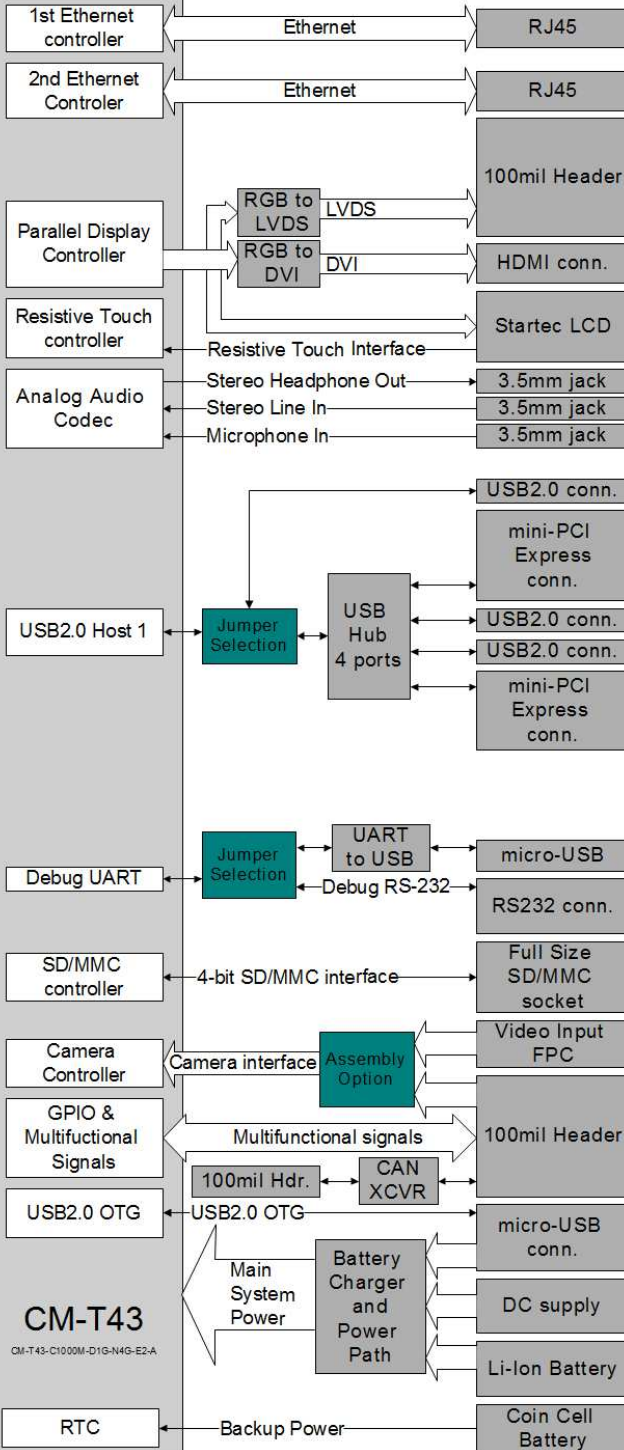 1st Ethernet
controller
Ethernet
RJ45
2nd Ethernet
Controler
Ethernet
RJ45
100mil Header
RGB to
LVDS
LVDS
Parallel Display
Controller
RGB to
DVI
DVI
HDMI conn.
Resistive Touch
controller
Startec LCD
Resistive Touch Interface
Analog Audio
Codec
Stereo Headphone Out
3.5mm jack
Stereo Line In
3.5mm jack
Microphone In
3.5mm jack
USB2.0 conn.
mini-PCI
Express
conn.
USB2.0 Host 1
Jumper
Selection
USB
Hub
4 ports
USB2.0 conn.
USB2.0 conn.
mini-PCI
Express
conn.
Debug UART
Jumper
Selection
UART
to USB
micro-USB
Debug RS-232
RS232 conn.
SD/MMC
controller
4-bit SD/MMC interface
Full Size
SD/MMC
socket
Camera
Controller
Camera interface
Assembly
Option
Video Input
FPC
GPIO &
Multifuctional
Signals
Multifunctional signals
100mil Header
100mil Hdr.
CAN
XCVR
USB2.0 OTG
USB2.0 OTG
micro-USB
conn.
Main
System
Power
Battery
Charger
and
Power
Path
DC supply
Li-Ion Battery
CM-T43
CM-T43-C1000M-D1G-N4G-E2-A
RTC
Backup Power
Coin Cell
Battery